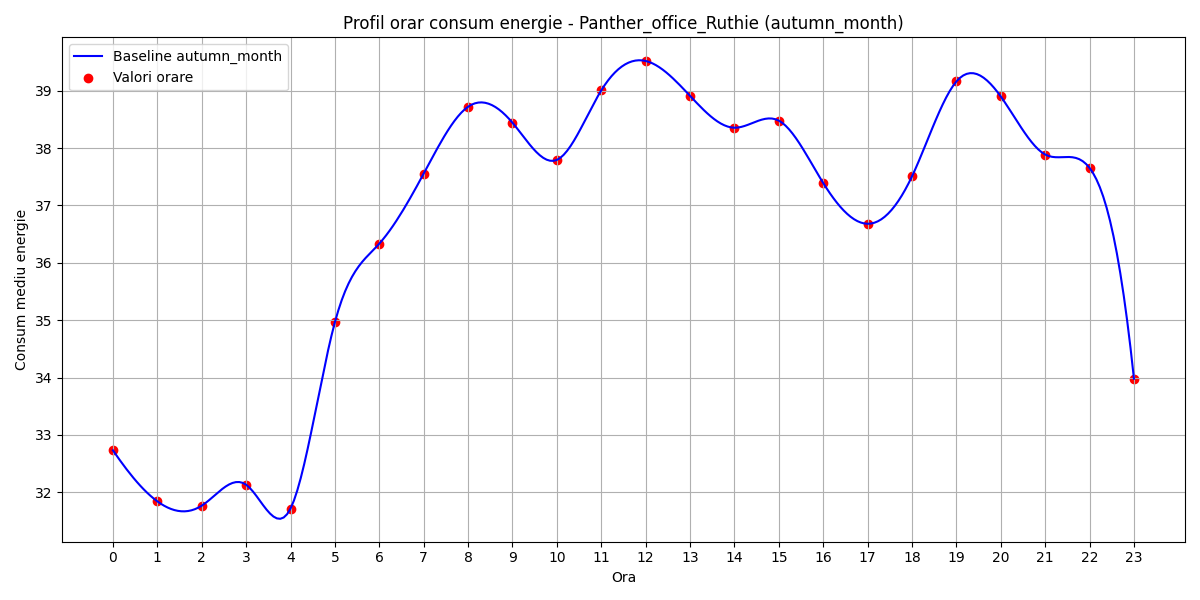 Profil orar consum energie - Panther_office_Ruthie (autumn_month)
Baseline autumn_month
Valori orare
Consum mediu energie
39
38
37
36
35
34
33
32
0 1 2 3 4 5 6 7 8 9 10 11 12 13 14 15 16 17 18 19 20 21 22 23
Ora